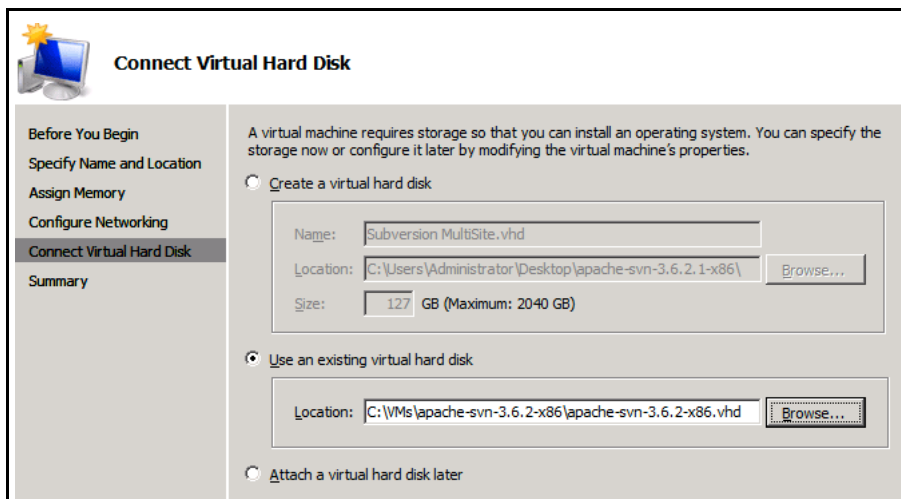 Connect Virtual Hard Disk
Before You Begin
Specify Name and Location
Assign Memory
Configure Networking
Connect Virtual Hard Disk
Summary
A virtual machine requires storage so that you can install an operating system. You can specify the
storage now or configure it later by modifying the virtual machine's properties.
Create a virtual hard disk
Name: Subversion MultiSite.vhd
Location: C:\Users\Administrator\Desktop\apache-svn-3.6.2.1-x86\ Browse...
Size: 127 GB (Maximum: 2040 GB)
Use an existing virtual hard disk
Location: C:\VMs\apache-svn-3.6.2-x86\apache-svn-3.6.2-x86.vhd Browse...
Attach a virtual hard disk later